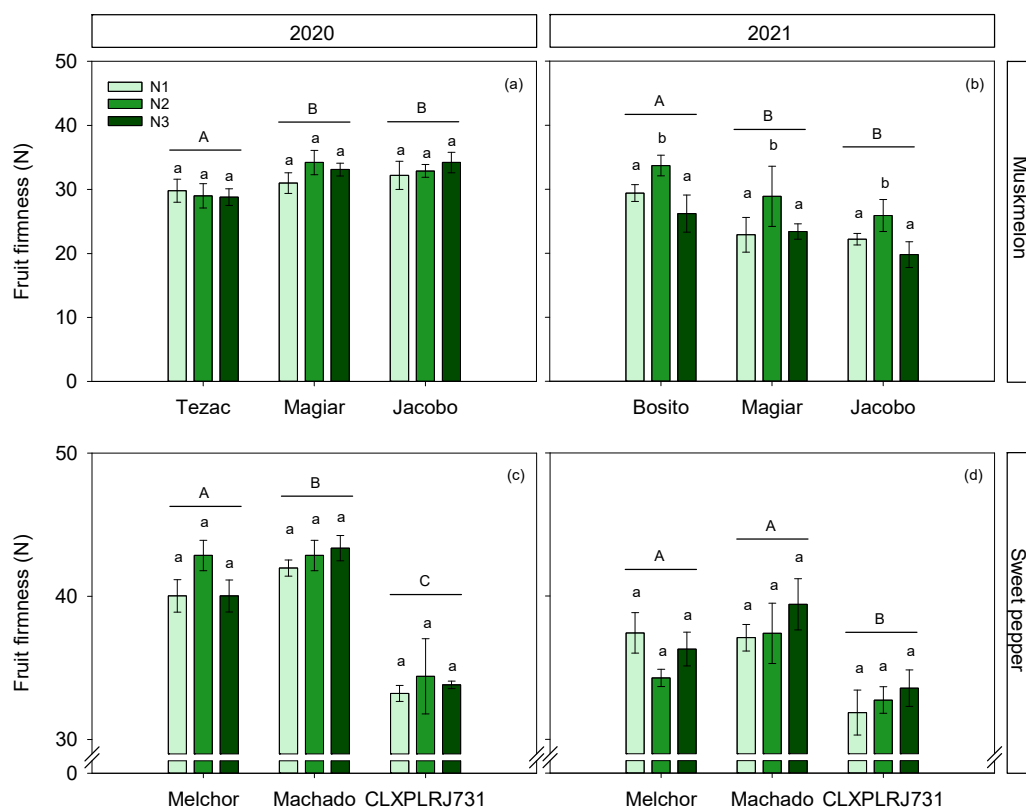 2020
2021
50
40
30
20
10
0
Fruit firmness (N)
N1
N2
N3
(a)
A
B
B
a
a
a
a
a
a
a
a
a
Tezac
Magiar
Jacobo
(b)
A
B
B
a
b
a
a
b
a
a
b
a
Bosito
Magiar
Jacobo
Muskmelon
50
40
30
0
Fruit firmness (N)
(c)
A
B
C
a
a
a
a
a
a
a
a
a
Melchor
Machado
CLXPLRJ731
(d)
A
A
B
a
a
a
a
a
a
a
a
a
Melchor
Machado
CLXPLRJ731
Sweet pepper